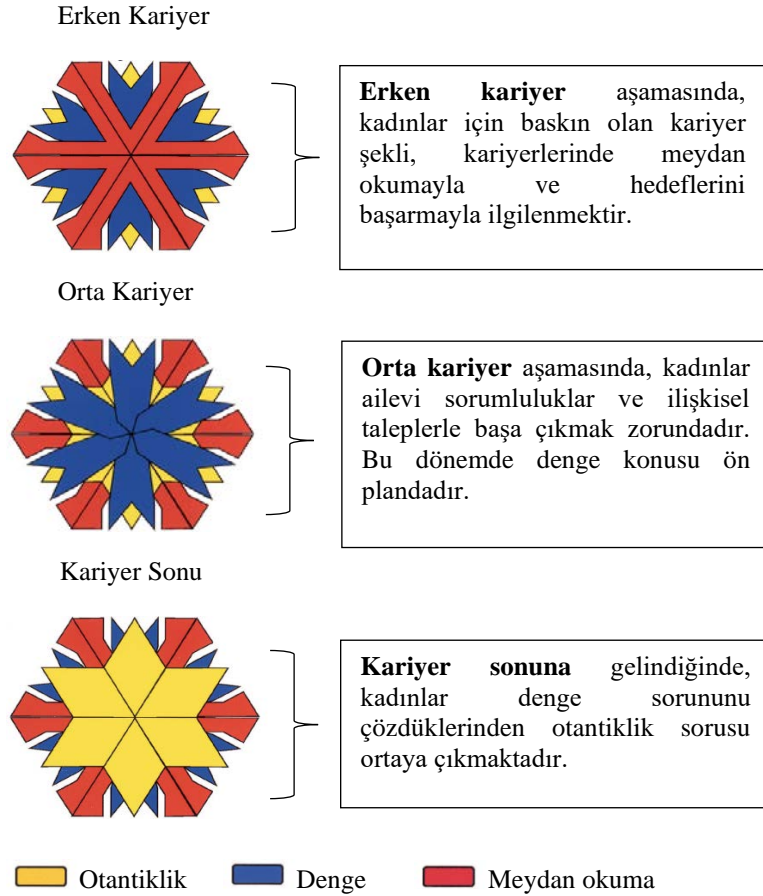 Erken Kariyer
Erken kariyer aşamasında,
kadınlar için baskın olan kariyer
şekli, kariyerlerinde meydan
okumayla ve hedeflerini
başarmayla ilgilenmektir.
Orta Kariyer
Orta kariyer aşamasında, kadınlar
ailevi sorumluluklar ve ilişkisel
taleplerle başa çıkmak zorundadır.
Bu dönemde denge konusu ön
plandadır.
Kariyer Sonu
Kariyer sonuna gelindiğinde,
kadınlar denge sorununu
çözdüklerinden otantiklik sorusu
ortaya çıkmaktadır.
Otantiklik Denge Meydan okuma